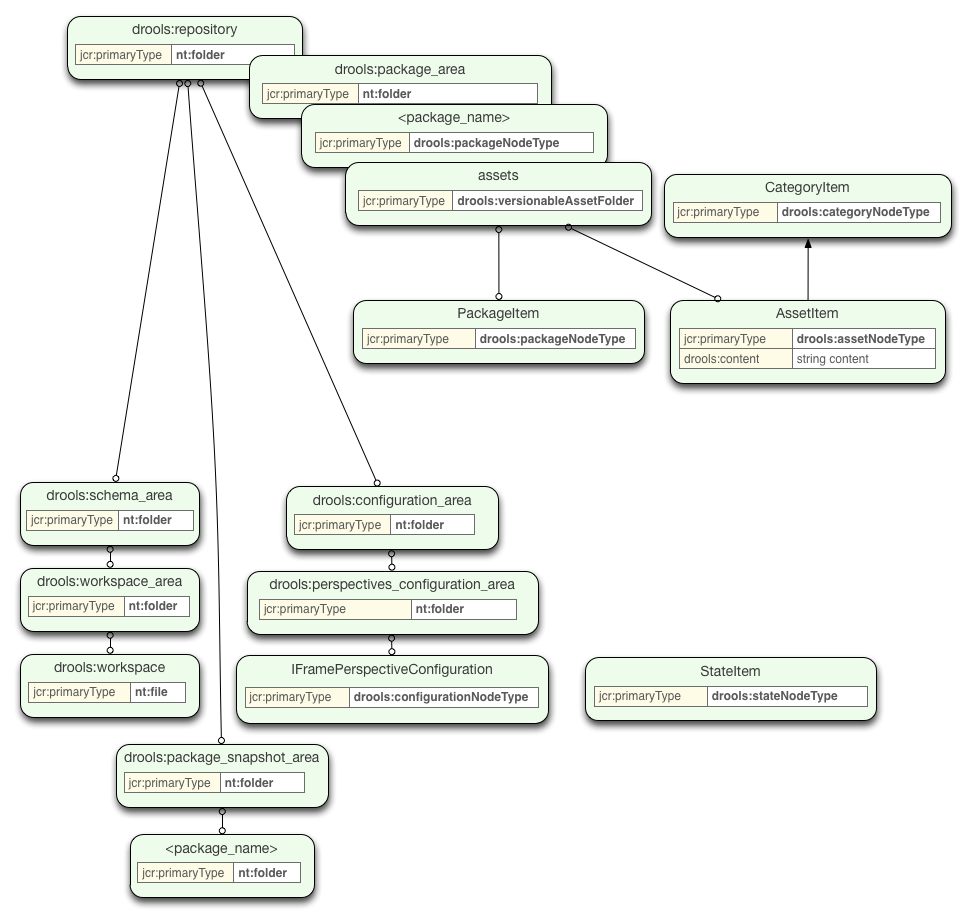 drools:repository
jcr:primaryType nt:folder
drools:package_area
jcr:primaryType nt:folder
<package_name>
jcr:primaryType drools:packageNodeType
assets
jcr:primaryType drools:versionableAssetFolder
CategoryItem
jcr:primaryType drools:categoryNodeType
PackageItem
jcr:primaryType drools:packageNodeType
AssetItem
jcr:primaryType drools:assetNodeType
drools:content string content
drools:schema_area
jcr:primaryType nt:folder
drools:configuration_area
jcr:primaryType nt:folder
drools:workspace_area
jcr:primaryType nt:folder
drools:perspectives_configuration_area
jcr:primaryType nt:folder
drools:workspace
jcr:primaryType nt:file
IFramePerspectiveConfiguration
jcr:primaryType drools:configurationNodeType
StateItem
jcr:primaryType drools:stateNodeType
drools:package_snapshot_area
jcr:primaryType nt:folder
<package_name>
jcr:primaryType nt:folder